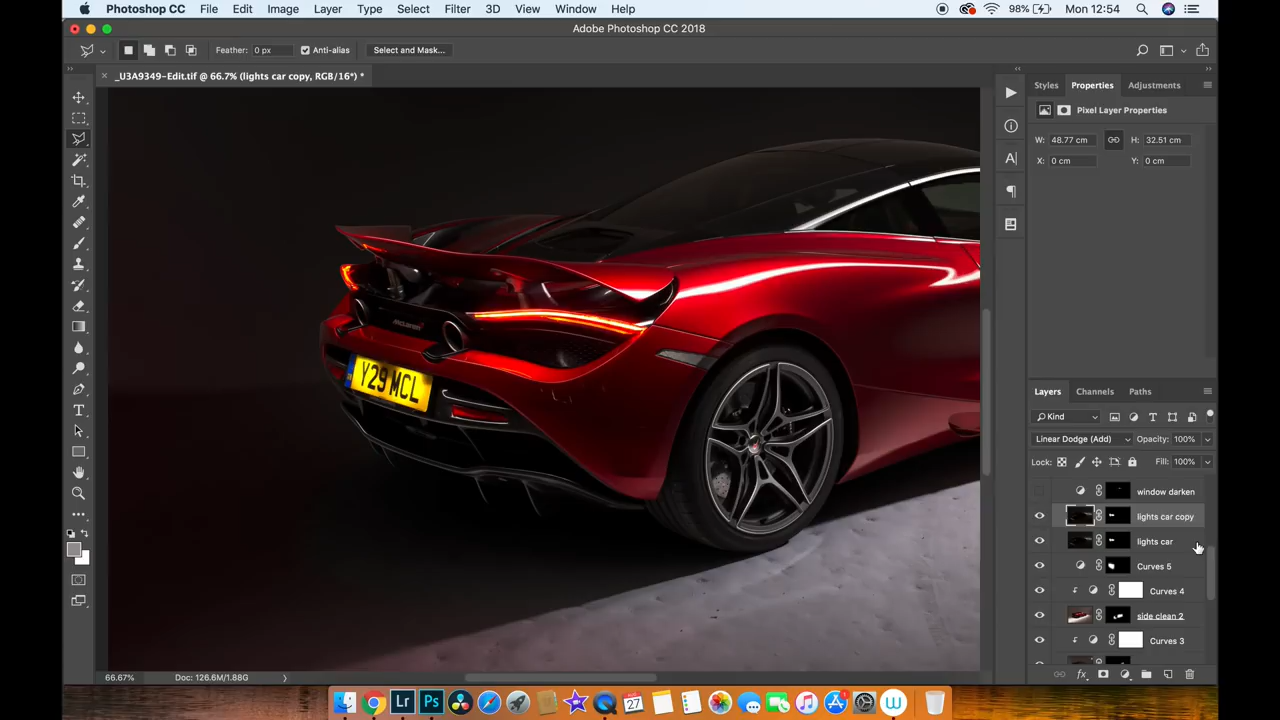 Photoshop CC File Edit Image Layer Type Select Filter 3D View Window Help 98% Mon 12:54
Adobe Photoshop CC 2018
Feather: 0 px Anti-alias Select and Mask...
_U3A9349-Edit.tif @ 66.7% (lights car copy, RGB/16*) *
Styles Properties Adjustments
Pixel Layer Properties
W: 48.77 cm H: 32.51 cm
X: 0 cm Y: 0 cm
McLaren
Y29 MCL
Layers Channels Paths
Kind
Linear Dodge (Add) Opacity: 100%
Lock: Fill: 100%
window darken
lights car copy
lights car
Curves 5
Curves 4
side clean 2
Curves 3
66.67% Doc: 126.6M/1.88G
Lr Ps 27